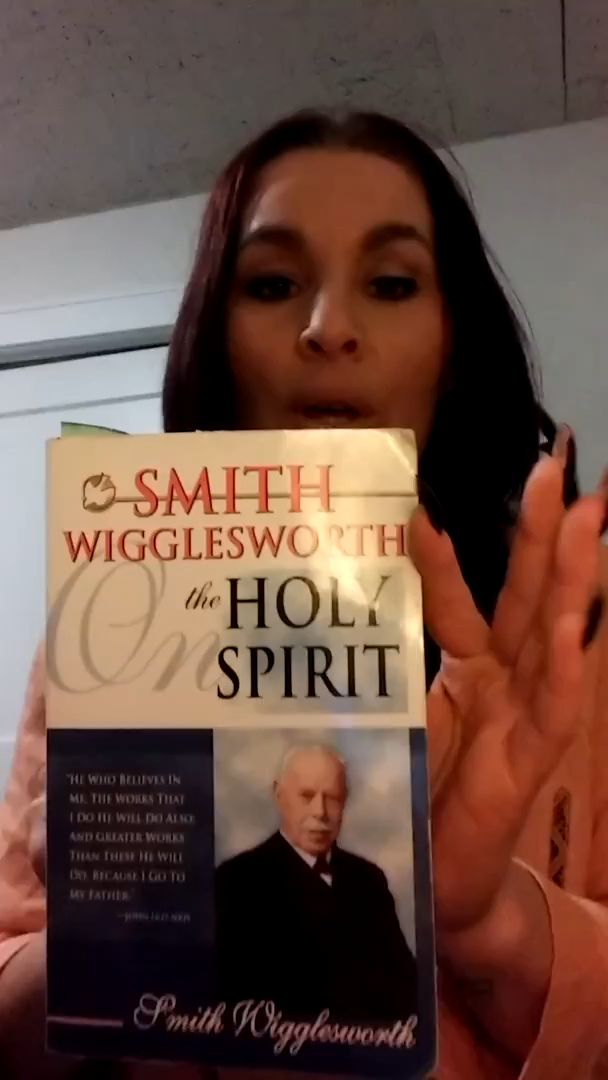 SMITH
WIGGLESWORTH
On the HOLY
SPIRIT
"HE WHO BELIEVES IN
ME, THE WORKS THAT
I DO HE WILL DO ALSO;
AND GREATER WORKS
THAN THESE HE WILL
DO, BECAUSE I GO TO
MY FATHER."
Smith Wigglesworth